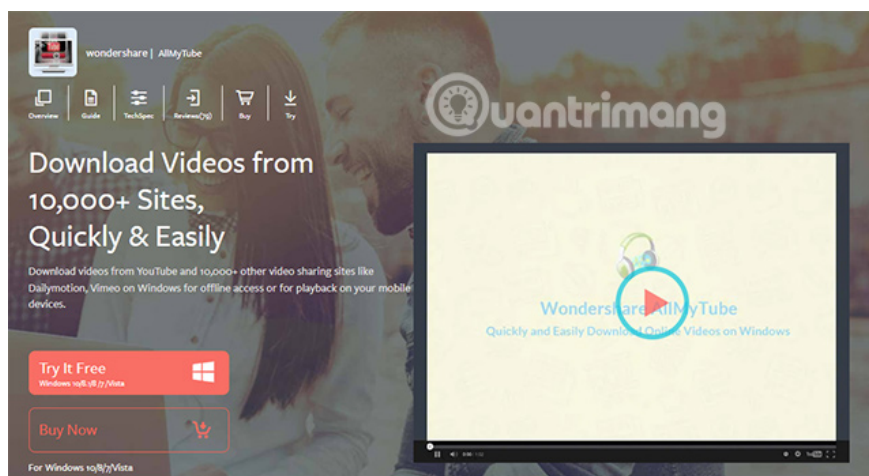 wondershare | AllMyTube
Overview
Guide
TechSpec
Reviews(79)
Buy
Try
Quantrimang
Download Videos from
10,000+ Sites,
Quickly & Easily
Download videos from YouTube and 10,000+ other video sharing sites like
Dailymotion, Vimeo on Windows for offline access or for playback on your mobile
devices.
Wondershare AllMyTube
Quickly and Easily Download Online Videos on Windows
Try It Free
Windows 10/8.1/8 /7 /Vista
Buy Now
For Windows 10/8/7/Vista